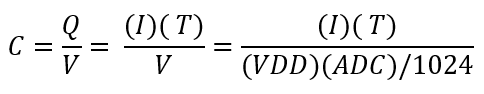 C = Q/V = (I)(T)/V = (I)(T)/(VDD)(ADC)/1024